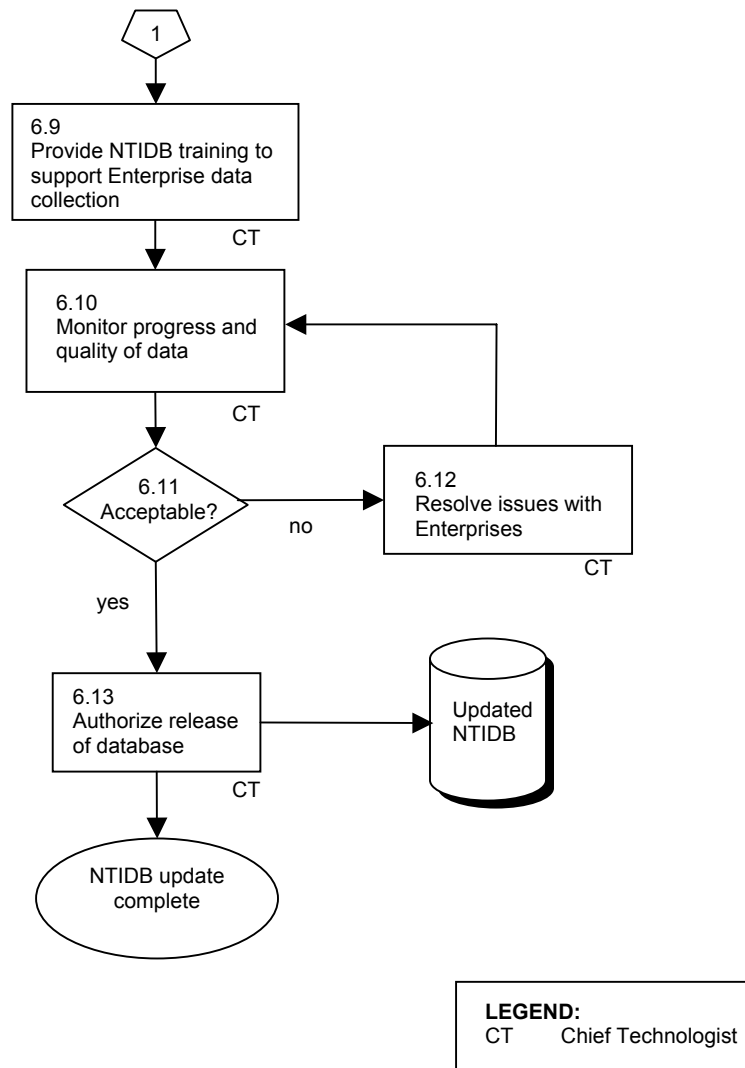 1
6.9
Provide NTIDB training to
support Enterprise data
collection
CT
6.10
Monitor progress and
quality of data
CT
6.11
Acceptable?
no
6.12
Resolve issues with
Enterprises
CT
yes
6.13
Authorize release
of database
CT
Updated
NTIDB
NTIDB update
complete
LEGEND:
CT Chief Technologist